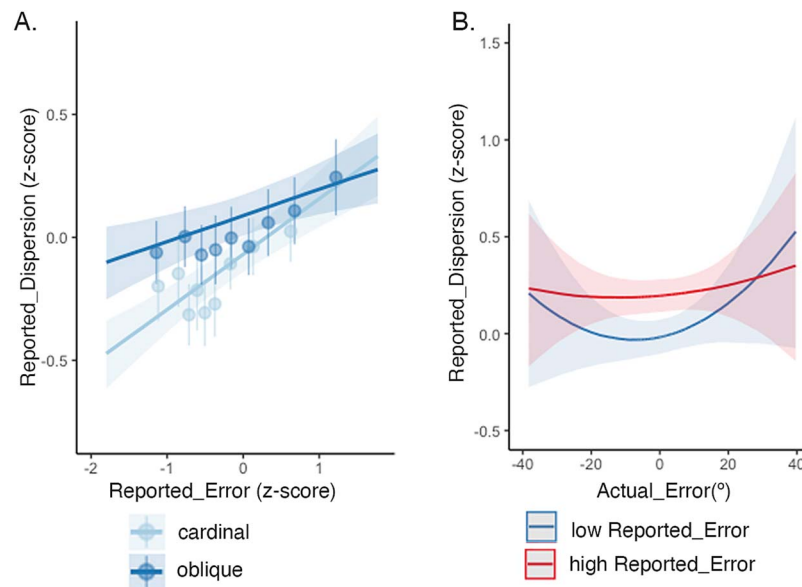 A.
Reported_Dispersion (z-score)
0.5
0.0
-0.5
-2
-1
0
1
Reported_Error (z-score)
cardinal
oblique
B.
Reported_Dispersion (z-score)
1.5
1.0
0.5
0.0
-0.5
-40
-20
0
20
40
Actual_Error(º)
low Reported_Error
high Reported_Error